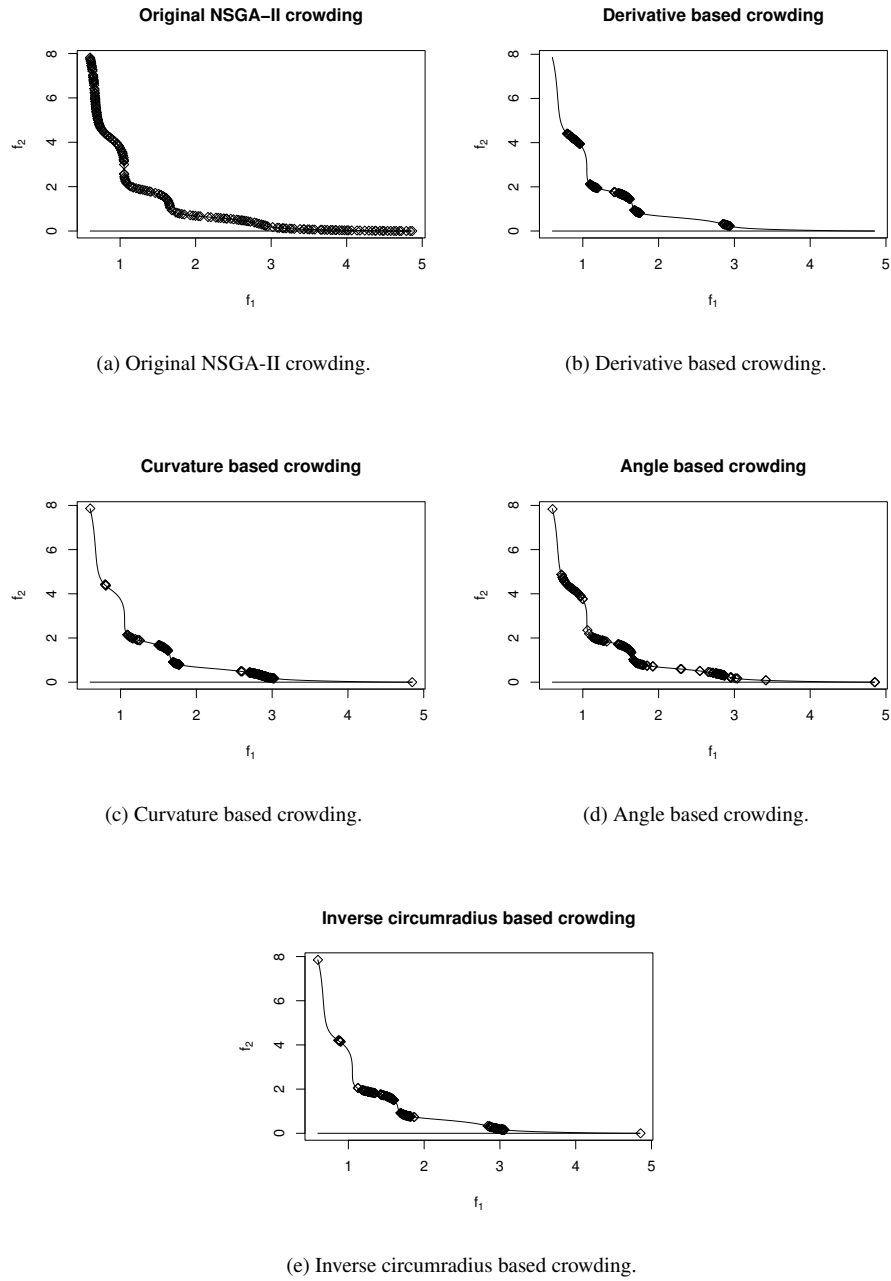 Original NSGA−II crowding
f2
8
6
4
2
0
1 2 3 4 5
f1
(a) Original NSGA-II crowding.
Derivative based crowding
f2
8
6
4
2
0
1 2 3 4 5
f1
(b) Derivative based crowding.
Curvature based crowding
f2
8
6
4
2
0
1 2 3 4 5
f1
(c) Curvature based crowding.
Angle based crowding
f2
8
6
4
2
0
1 2 3 4 5
f1
(d) Angle based crowding.
Inverse circumradius based crowding
f2
8
6
4
2
0
1 2 3 4 5
f1
(e) Inverse circumradius based crowding.